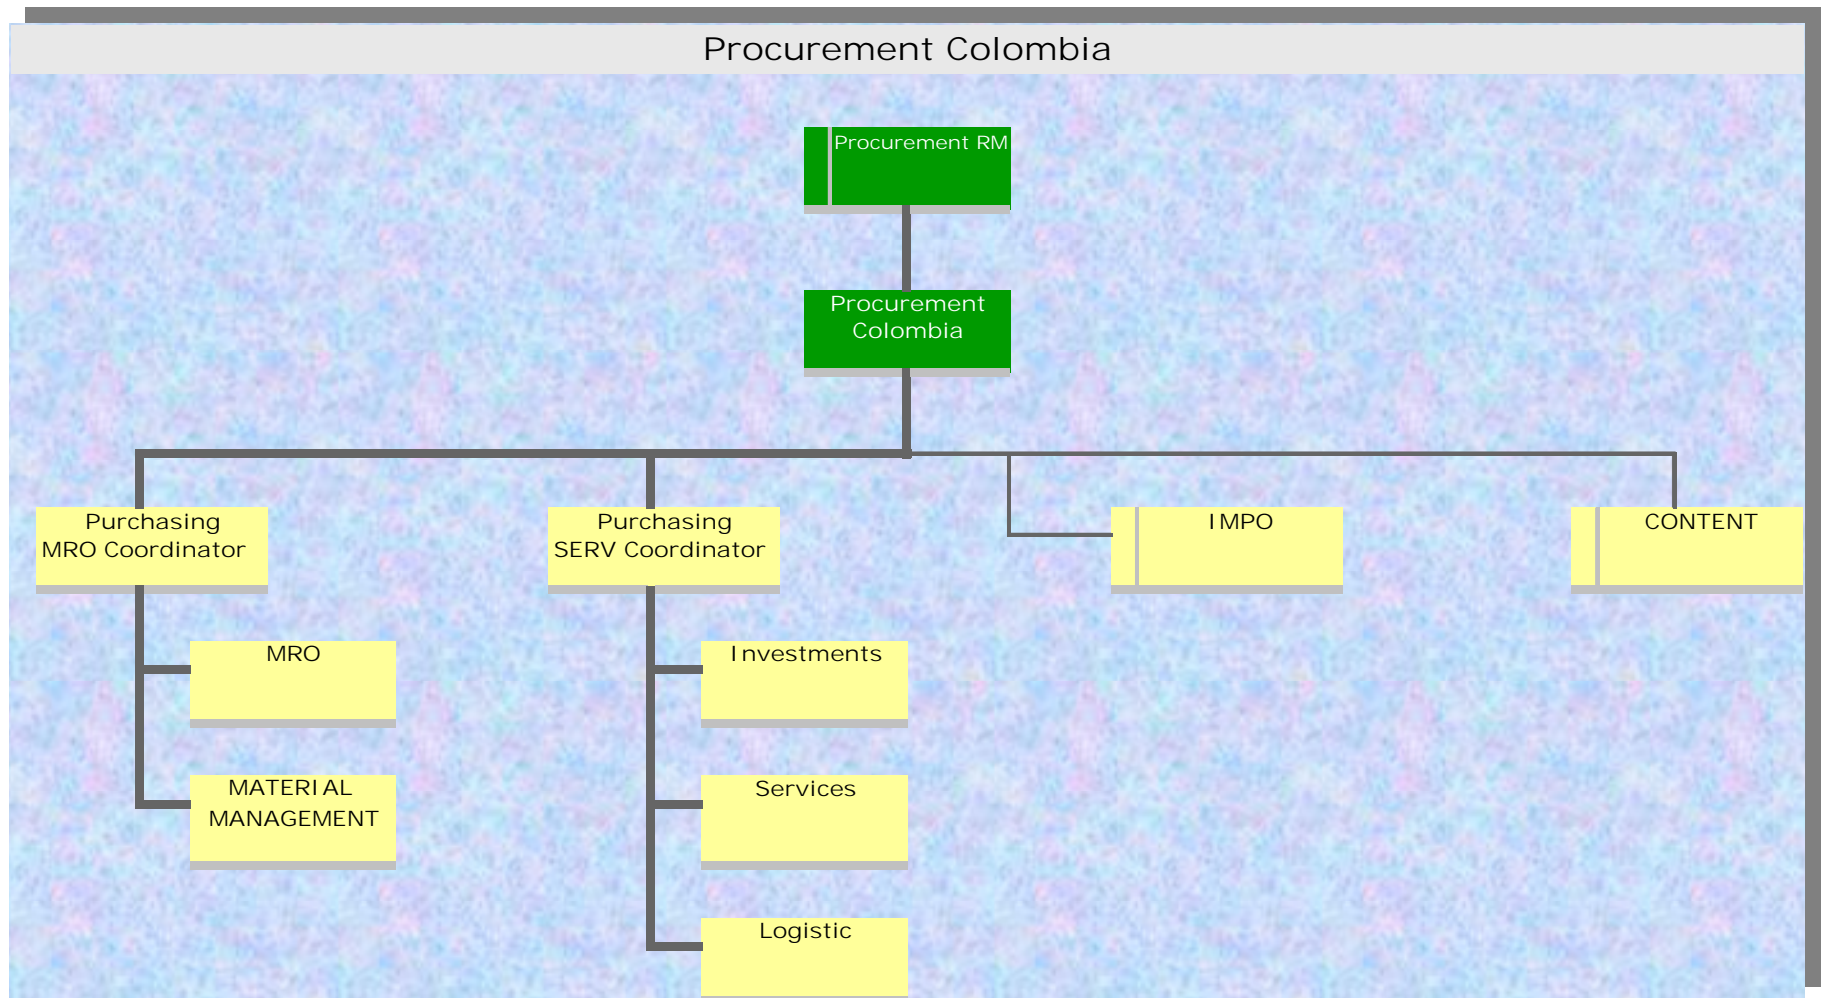 Procurement Colombia
Procurement RM
Procurement
Colombia
Purchasing
MRO Coordinator
Purchasing
SERV Coordinator
IMPO
CONTENT
MRO
Investments
MATERIAL
MANAGEMENT
Services
Logistic